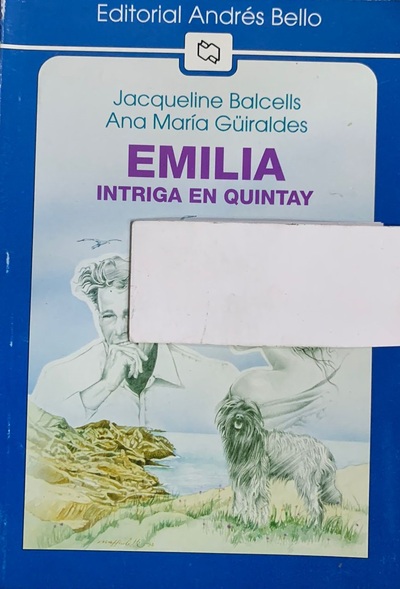 Editorial Andrés Bello
Jacqueline Balcells
Ana María Güiraldes
EMILIA
INTRIGA EN QUINTAY